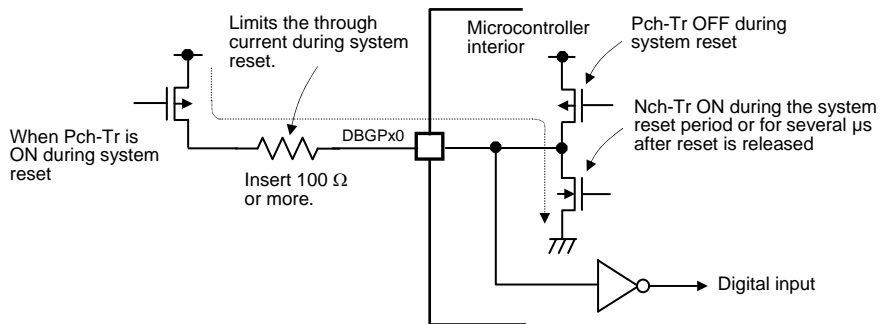 Limits the through
current during system
reset.
Microcontroller
interior
Pch-Tr OFF during
system reset
When Pch-Tr is
ON during system
reset
DBGPx0
Insert 100 Ω
or more.
Nch-Tr ON during the system
reset period or for several µs
after reset is released
Digital input